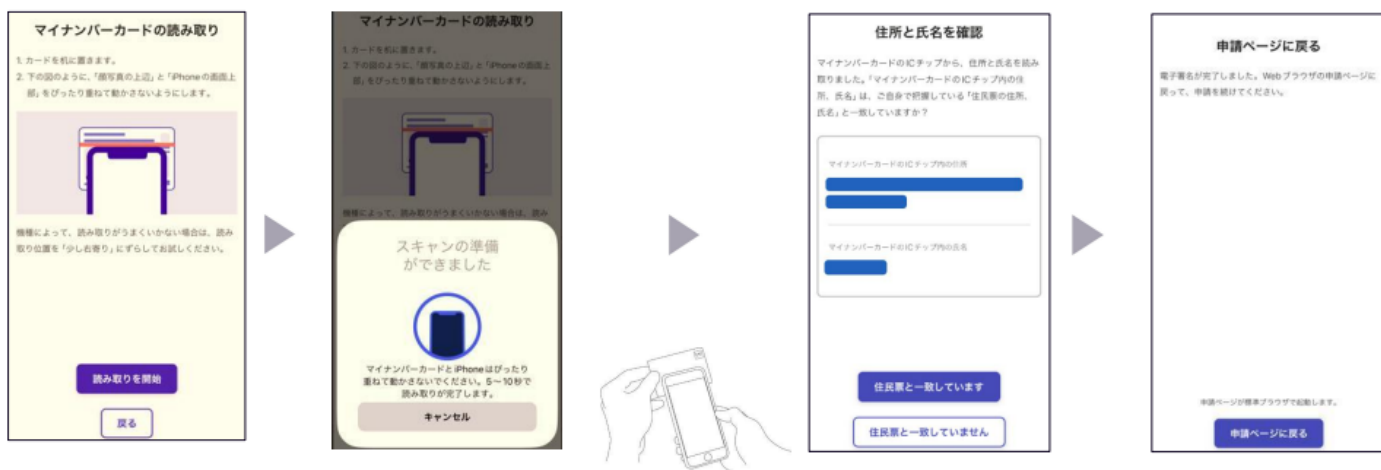 マイナンバーカードの読み取り
1. カードを机に置きます。
2. 下の図のように、「顔写真の上辺」と「iPhoneの画面上
部」をぴったり重ねて動かさないようにします。
機種によって、読み取りがうまくいかない場合は、読み
取り位置を「少し右寄り」にずらしてお試しください。
読み取りを開始
戻る
マイナンバーカードの読み取り
1. カードを机に置きます。
2. 下の図のように、「顔写真の上辺」と「iPhoneの画面上
部」をぴったり重ねて動かさないようにします。
機種によって、読み取りがうまくいかない場合は、読み
スキャンの準備
ができました
マイナンバーカードとiPhoneはぴったり
重ねて動かさないでください。5〜10秒で
読み取りが完了します。
キャンセル
住所と氏名を確認
マイナンバーカードのICチップから、住所と氏名を読み
取りました。「マイナンバーカードのICチップ内の住
所、氏名」は、ご自身で把握している「住民票の住所、
氏名」と一致していますか？
マイナンバーカードのICチップ内の住所
マイナンバーカードのICチップ内の氏名
住民票と一致しています
住民票と一致していません
申請ページに戻る
電子署名が完了しました。Webブラウザの申請ページに
戻って、申請を続けてください。
申請ページが標準ブラウザで起動します。
申請ページに戻る